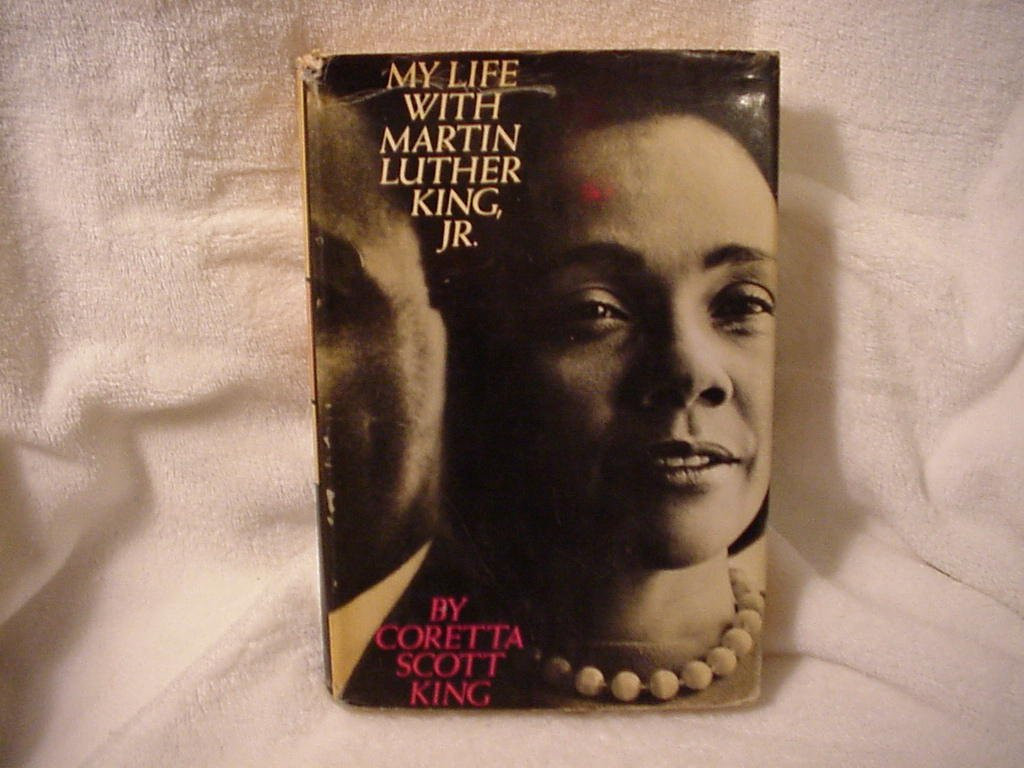 MY LIFE
WITH
MARTIN
LUTHER
KING,
JR.
BY
CORETTA
SCOTT
KING